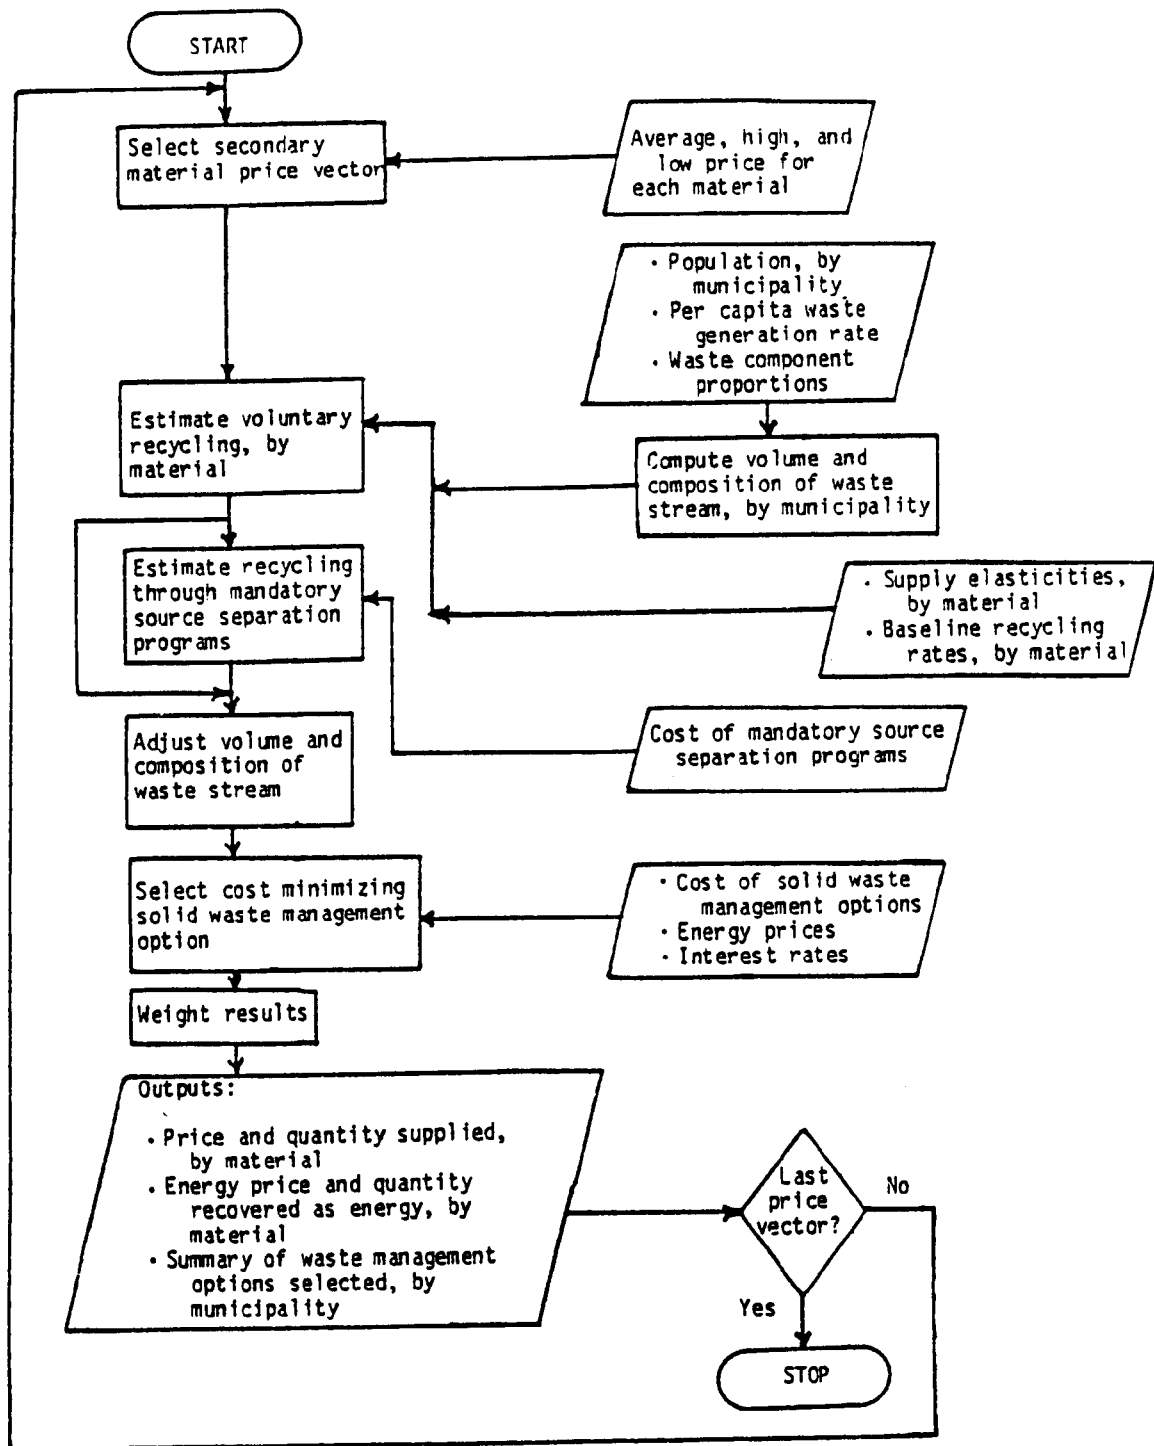 START
Select secondary
material price vector
Average, high, and
low price for
each material
· Population, by
municipality
· Per capita waste
generation rate
· Waste component
proportions
Estimate voluntary
recycling, by
material
Compute volume and
composition of waste
stream, by municipality
Estimate recycling
through mandatory
source separation
programs
· Supply elasticities,
by material
· Baseline recycling
rates, by material
Adjust volume and
composition of
waste stream
Cost of mandatory source
separation programs
Select cost minimizing
solid waste management
option
· Cost of solid waste
management options
· Energy prices
· Interest rates
Weight results
Outputs:
· Price and quantity supplied,
by material
· Energy price and quantity
recovered as energy, by
material
· Summary of waste management
options selected, by
municipality
Last
price
vector?
No
Yes
STOP